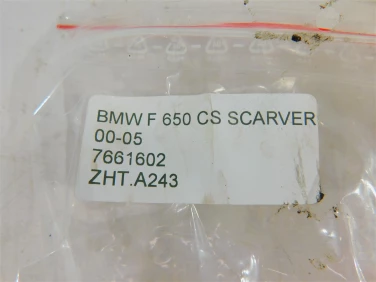 BMW F 650 CS SCARVER
00-05
7661602
ZHT.A243